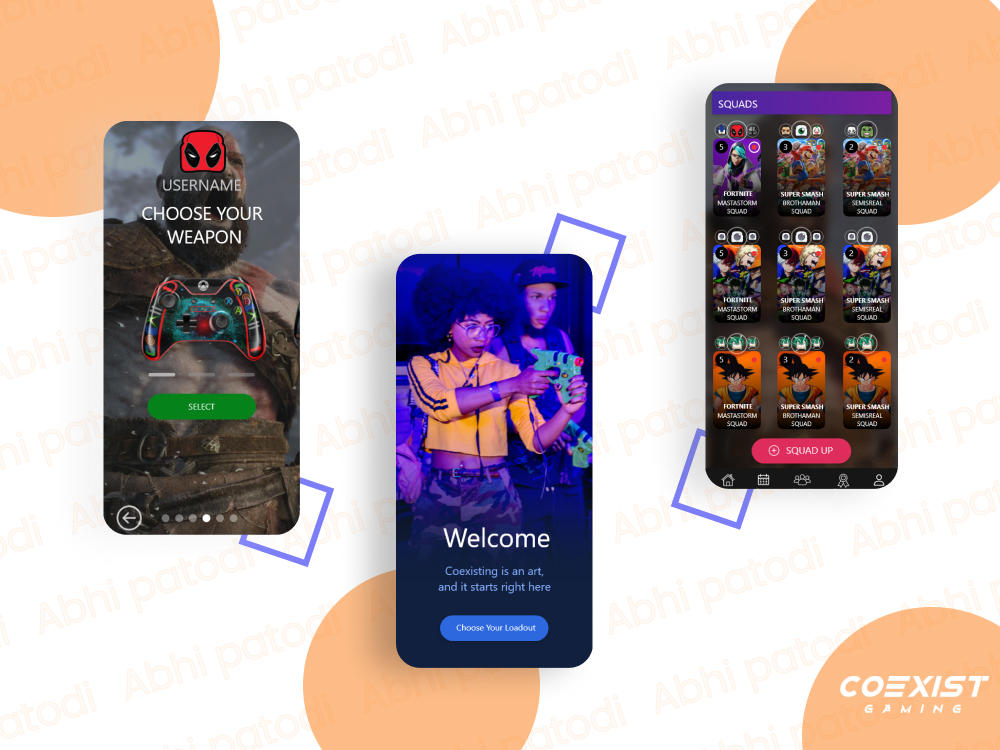 USERNAME
CHOOSE YOUR
WEAPON
SELECT
Welcome
Coexisting is an art,
and it starts right here
Choose Your Loadout
SQUADS
5
3
2
FORTNITE
SUPER SMASH
SUPER SMASH
MASTASTORM
BROTHAMAN
SEMISREAL
SQUAD
SQUAD
SQUAD
5
3
2
FORTNITE
SUPER SMASH
SUPER SMASH
MASTASTORM
BROTHAMAN
SEMISREAL
SQUAD
SQUAD
SQUAD
5
3
2
FORTNITE
SUPER SMASH
SUPER SMASH
MASTASTORM
BROTHAMAN
SEMISREAL
SQUAD
SQUAD
SQUAD
SQUAD UP
COEXIST
GAMING
Abhi patodi